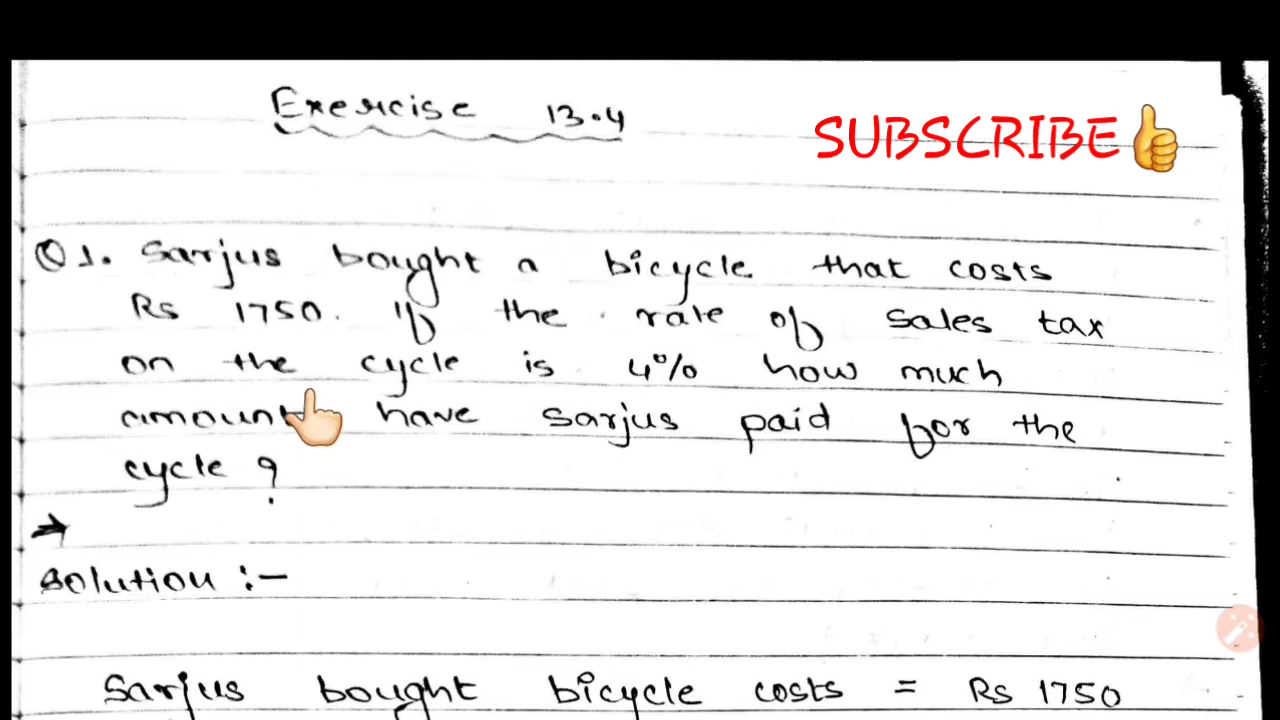 Exercise 13.4
SUBSCRIBE
Q1. Sarjus bought a bicycle that costs
Rs 1750. If the rate of sales tax
on the cycle is 4% how much
amount have sarjus paid for the
cycle ?
Solution :-
Sarjus bought bicycle costs = Rs 1750